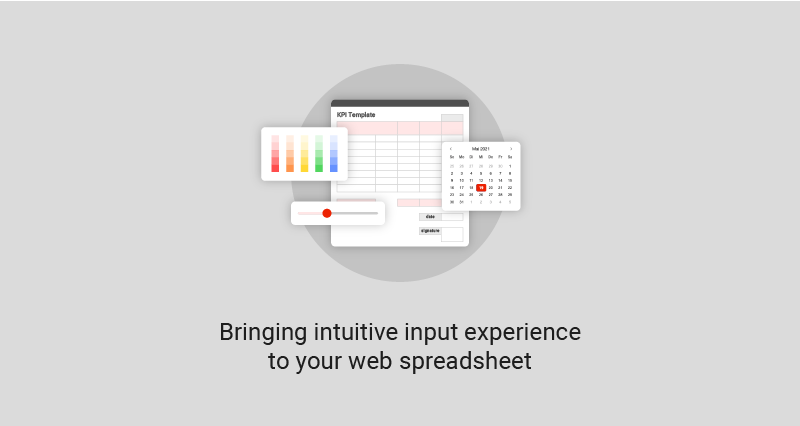 KPI Template
‹ Mai 2021 ›
So Mo Di Mi Do Fr Sa
25 26 27 28 29 30 1
2 3 4 5 6 7 8
9 10 11 12 13 14 15
16 17 18 19 20 21 22
23 24 25 26 27 28 29
30 31 1 2 3 4 5
date
signature
Bringing intuitive input experience
to your web spreadsheet